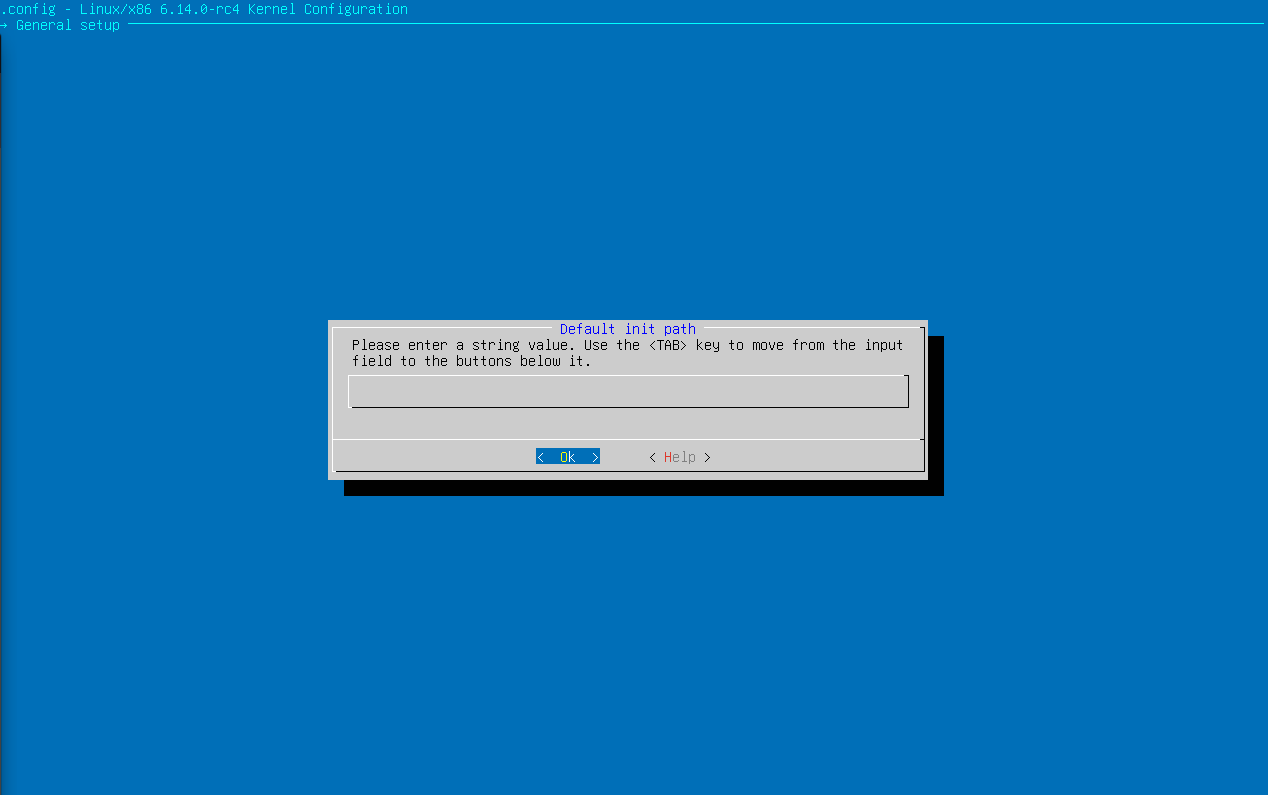 .config - Linux/x86 6.14.0-rc4 Kernel Configuration
→ General setup
Default init path
Please enter a string value. Use the <TAB> key to move from the input
field to the buttons below it.
<  Ok  >      < Help >